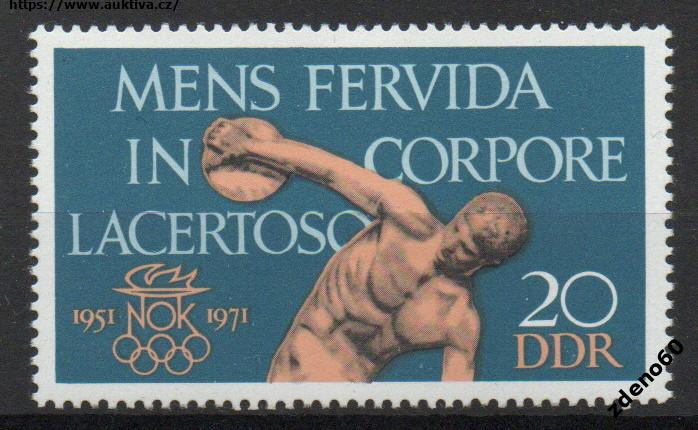 https://www.auktiva.cz/
MENS FERVIDA
IN CORPORE
LACERTOSO
1951 NOK 1971
20
DDR
zdeno60